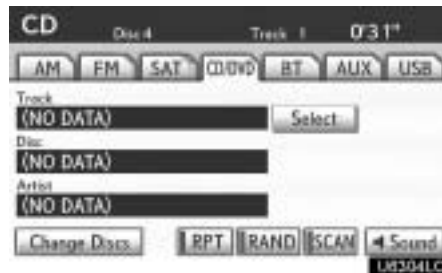 CD Disc 4 Track 1 0'31"
AM FM SAT CD/DVD BT AUX USB
Track
(NO DATA) Select
Disc
(NO DATA)
Artist
(NO DATA)
Change Discs RPT RAND SCAN Sound
U8304LC